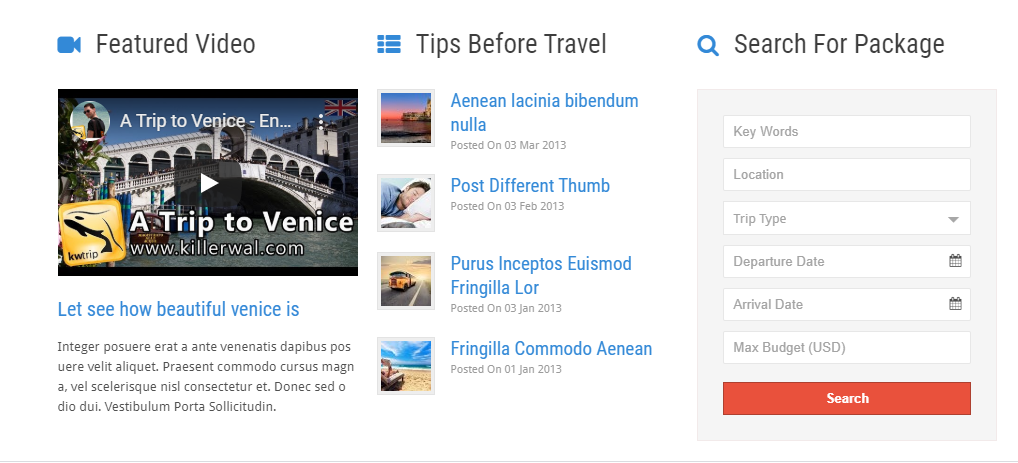 Featured Video
A Trip to Venice - En...
A Trip to Venice
www.killerwal.com
kwtrip
Let see how beautiful venice is
Integer posuere erat a ante venenatis dapibus pos
uere velit aliquet. Praesent commodo cursus magn
a, vel scelerisque nisl consectetur et. Donec sed o
dio dui. Vestibulum Porta Sollicitudin.
Tips Before Travel
Aenean lacinia bibendum
nulla
Posted On 03 Mar 2013
Post Different Thumb
Posted On 03 Feb 2013
Purus Inceptos Euismod
Fringilla Lor
Posted On 03 Jan 2013
Fringilla Commodo Aenean
Posted On 01 Jan 2013
Search For Package
Key Words
Location
Trip Type
Departure Date
Arrival Date
Max Budget (USD)
Search